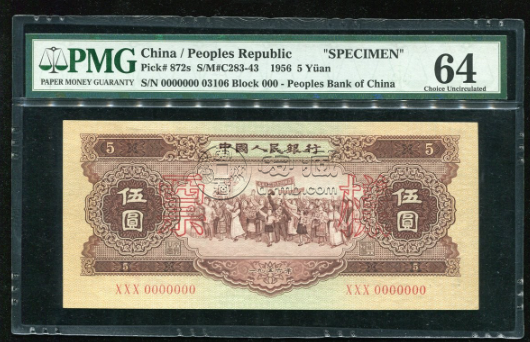 PMG
PAPER MONEY GUARANTY
China / Peoples Republic "SPECIMEN"
Pick# 872s S/M#C283-43 1956 5 Yüan
S/N 0000000 03106 Block 000 - Peoples Bank of China
64
Choice Uncirculated
5 中國人民銀行 5
伍圓 伍圓
5 5
XXX 0000000 XXX 0000000